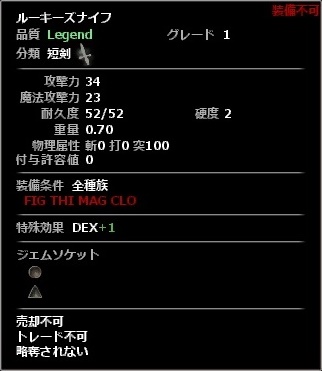 装備不可
ルーキーズナイフ
品質 Legend グレード 1
分類 短剣
攻撃力 34
魔法攻撃力 23
耐久度 52/52 硬度 2
重量 0.70
物理属性 斬0 打0 突100
付与許容値 0
装備条件 全種族
FIG THI MAG CLO
特殊効果 DEX+1
ジェムソケット
売却不可
トレード不可
略奪されない